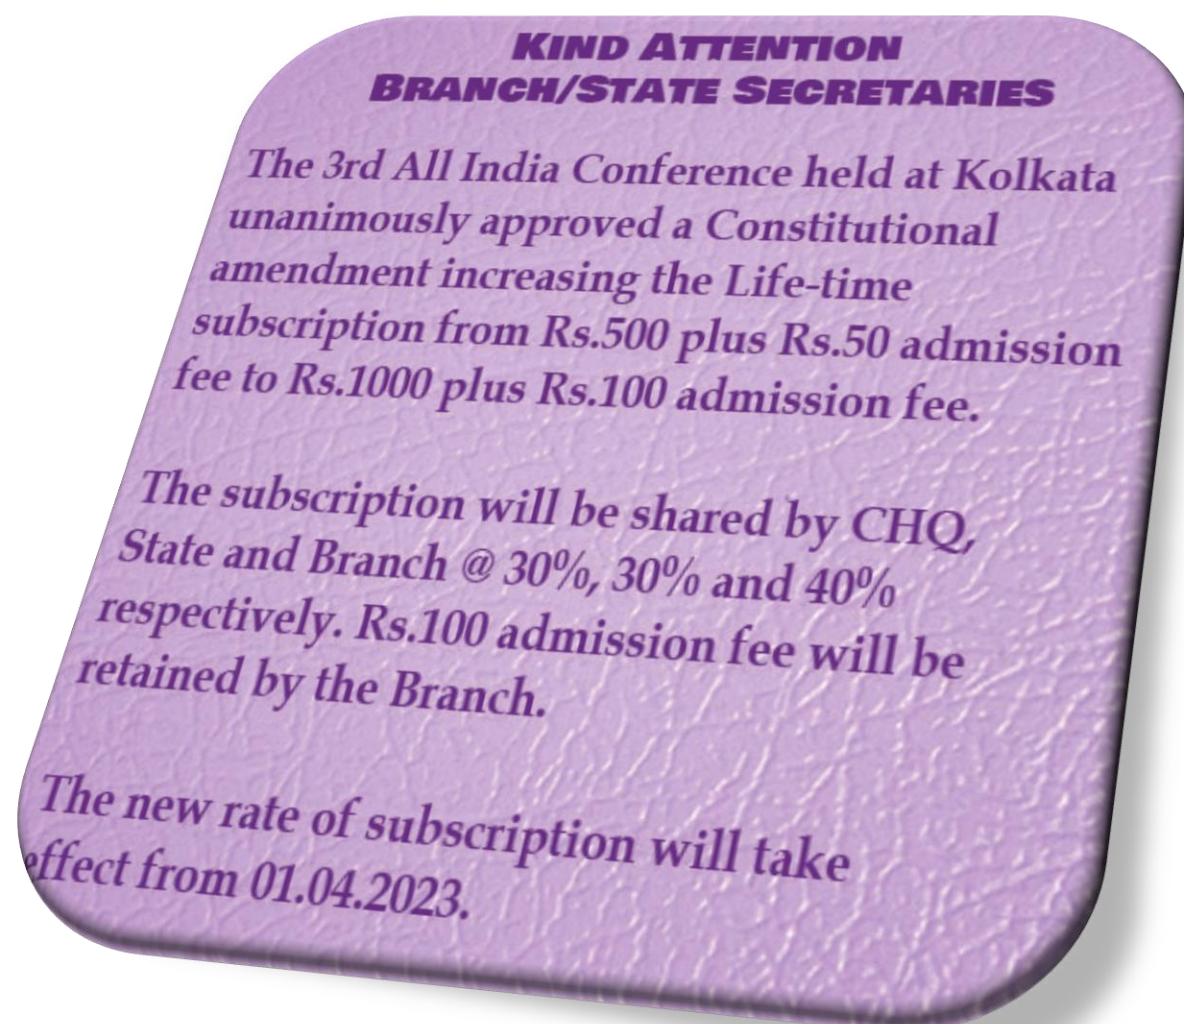 KIND ATTENTION
BRANCH/STATE SECRETARIES
The 3rd All India Conference held at Kolkata
unanimously approved a Constitutional
amendment increasing the Life-time
subscription from Rs.500 plus Rs.50 admission
fee to Rs.1000 plus Rs.100 admission fee.
The subscription will be shared by CHQ,
State and Branch @ 30%, 30% and 40%
respectively. Rs.100 admission fee will be
retained by the Branch.
The new rate of subscription will take
effect from 01.04.2023.